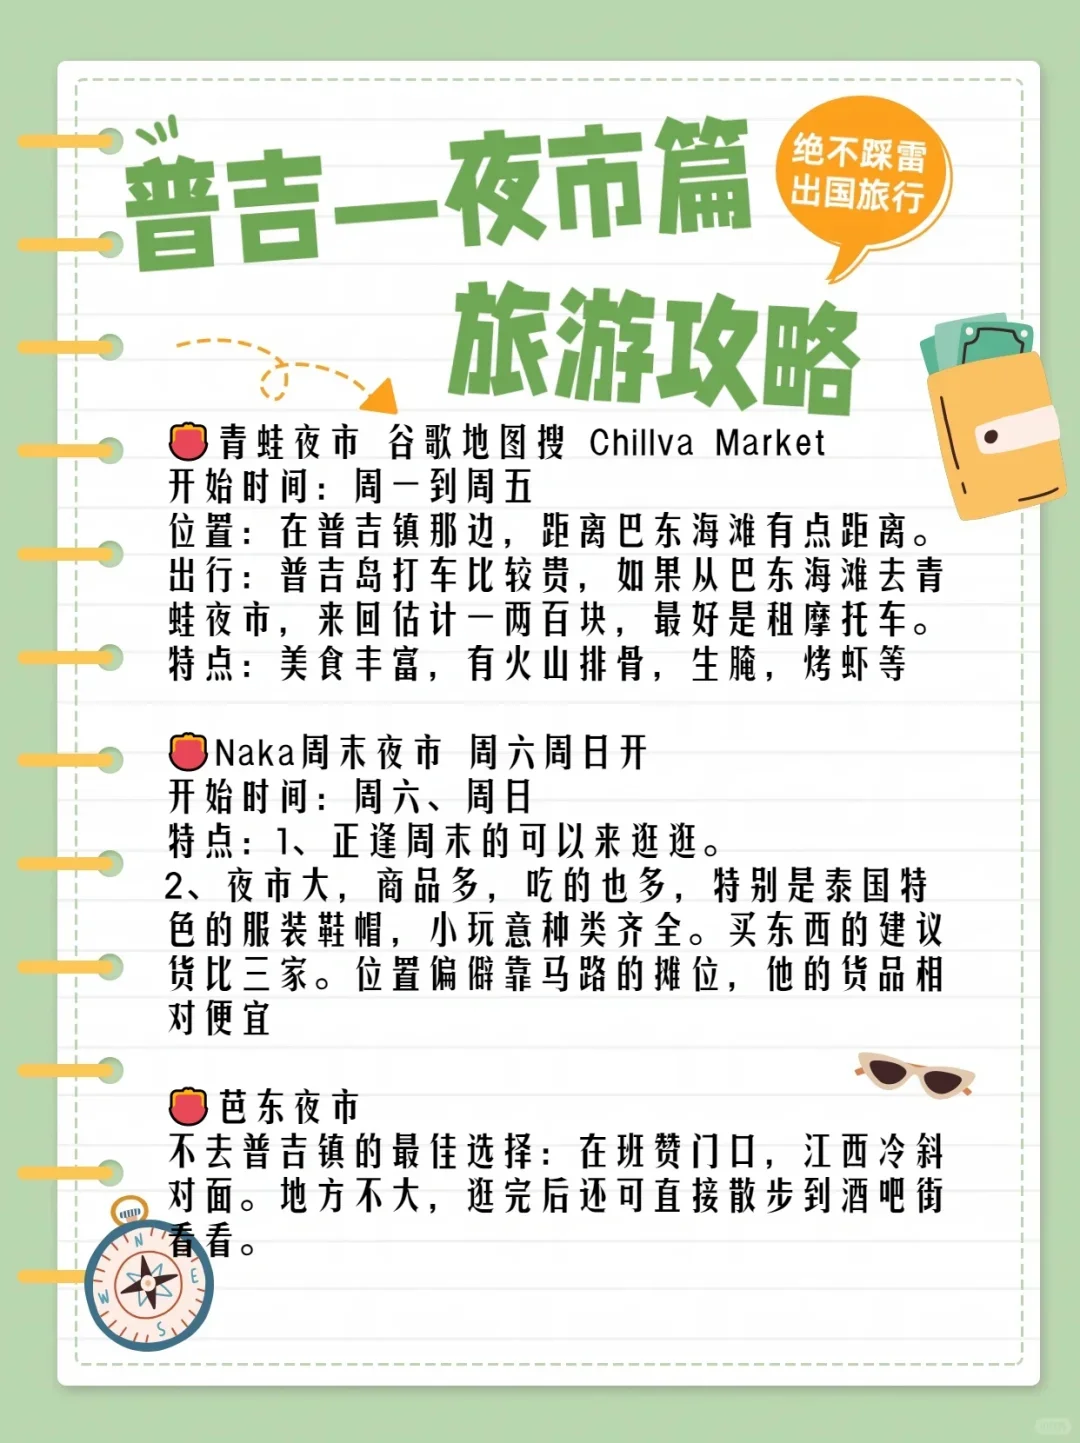 普吉—夜市篇
绝不踩雷
出国旅行
旅游攻略
青蛙夜市 谷歌地图搜 Chillva Market
开始时间：周一到周五
位置：在普吉镇那边，距离巴东海滩有点距离。
出行：普吉岛打车比较贵，如果从巴东海滩去青
蛙夜市，来回估计一两百块，最好是租摩托车。
特点：美食丰富，有火山排骨，生腌，烤虾等
Naka周末夜市 周六周日开
开始时间：周六、周日
特点：1、正逢周末的可以来逛逛。
2、夜市大，商品多，吃的也多，特别是泰国特
色的服装鞋帽，小玩意种类齐全。买东西的建议
货比三家。位置偏僻靠马路的摊位，他的货品相
对便宜
芭东夜市
不去普吉镇的最佳选择：在班赞门口，江西冷斜
对面。地方不大，逛完后还可直接散步到酒吧街
看看。
N
E
S
W